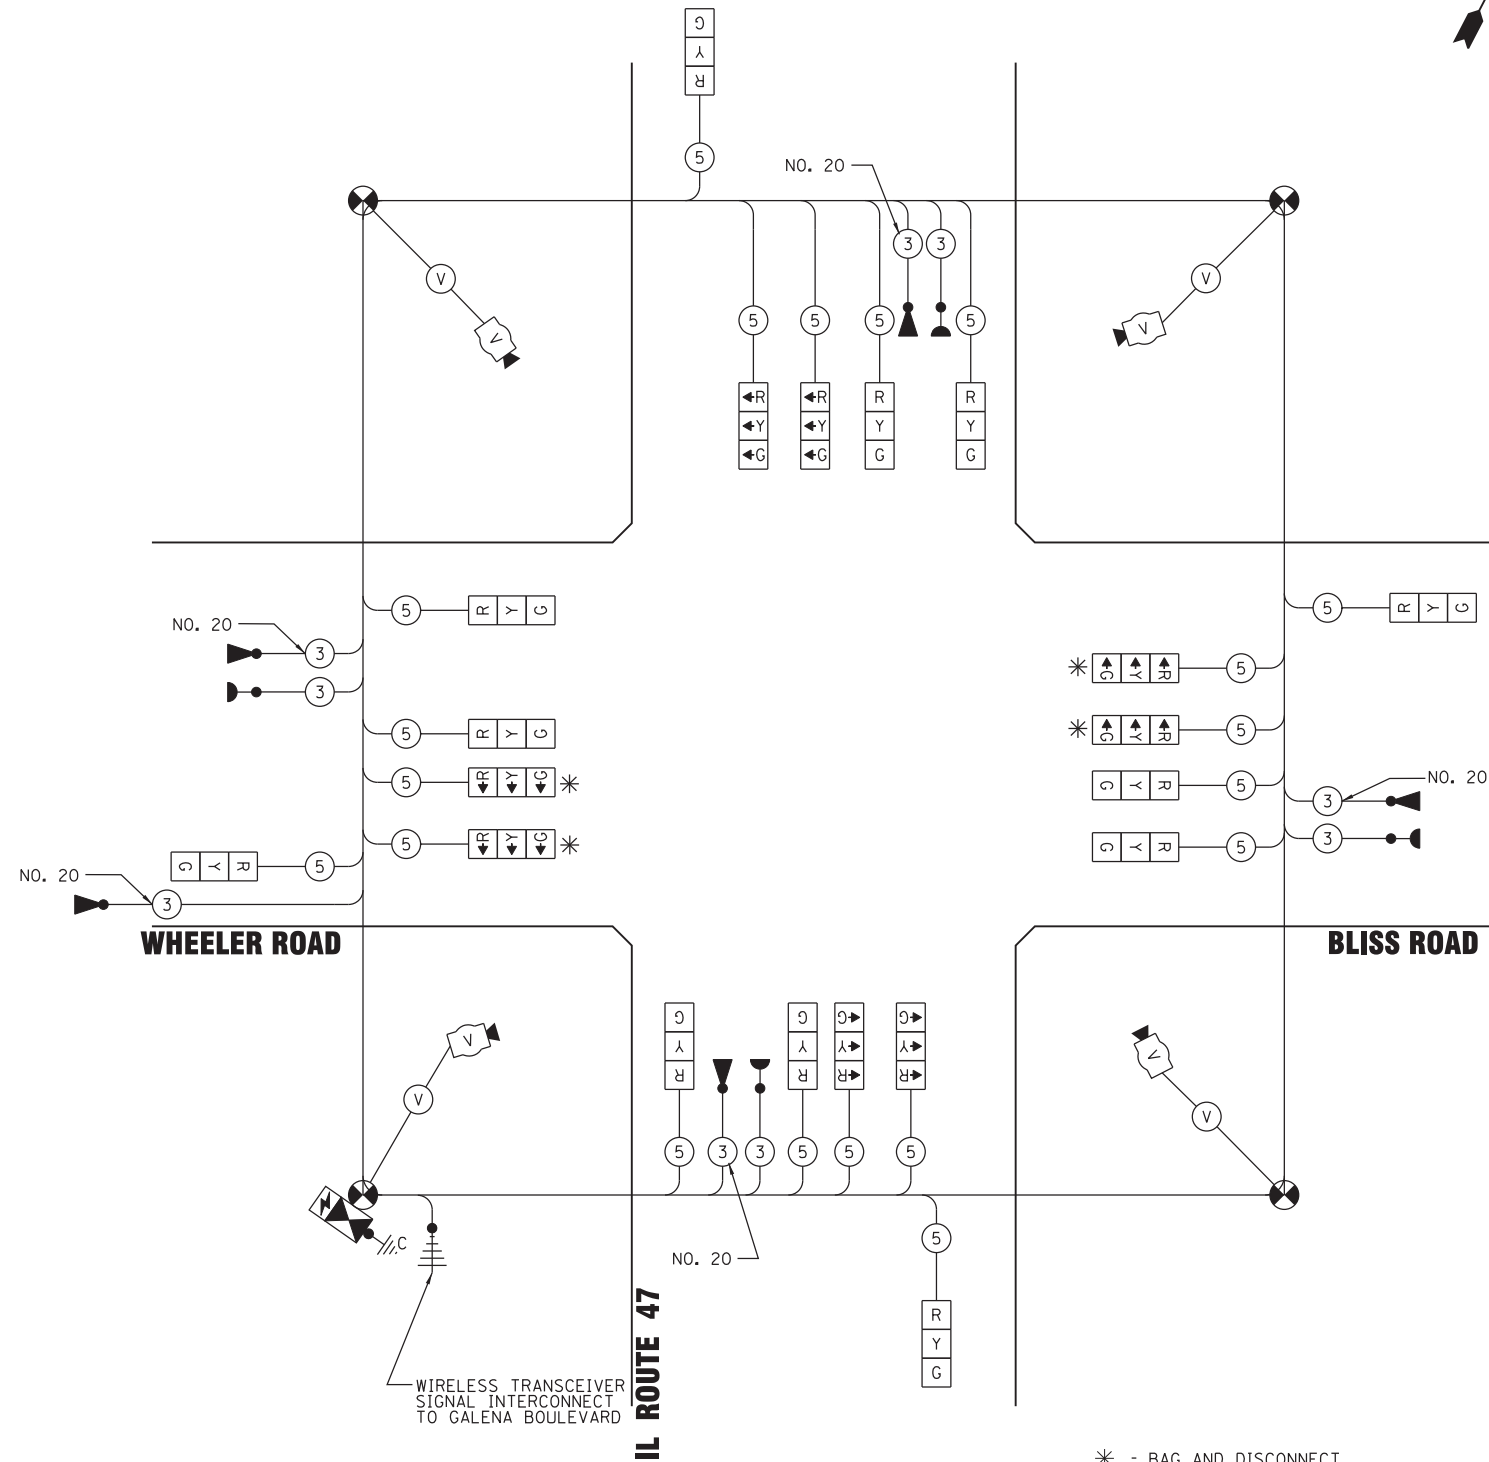 R Y G
5
NO. 20
3 3
V V
V V
5 5 5 5
R R R R
Y Y Y Y
G G G G
5 R Y G
5 R Y G
NO. 20
3
G Y R 5
3
5 R Y G
G Y R 5
5 R Y G
G Y R 5
NO. 20
3
5 R Y G
3
G Y R 5
G Y R 5
NO. 20
3
WHEELER ROAD
BLISS ROAD
G G G G
Y Y Y Y
R R R R
V V
V V
5 3 3 5 5 5
C
5
NO. 20
R
Y
G
WIRELESS TRANSCEIVER
SIGNAL INTERCONNECT
TO GALENA BOULEVARD
IL ROUTE 47
- BAG AND DISCONNECT